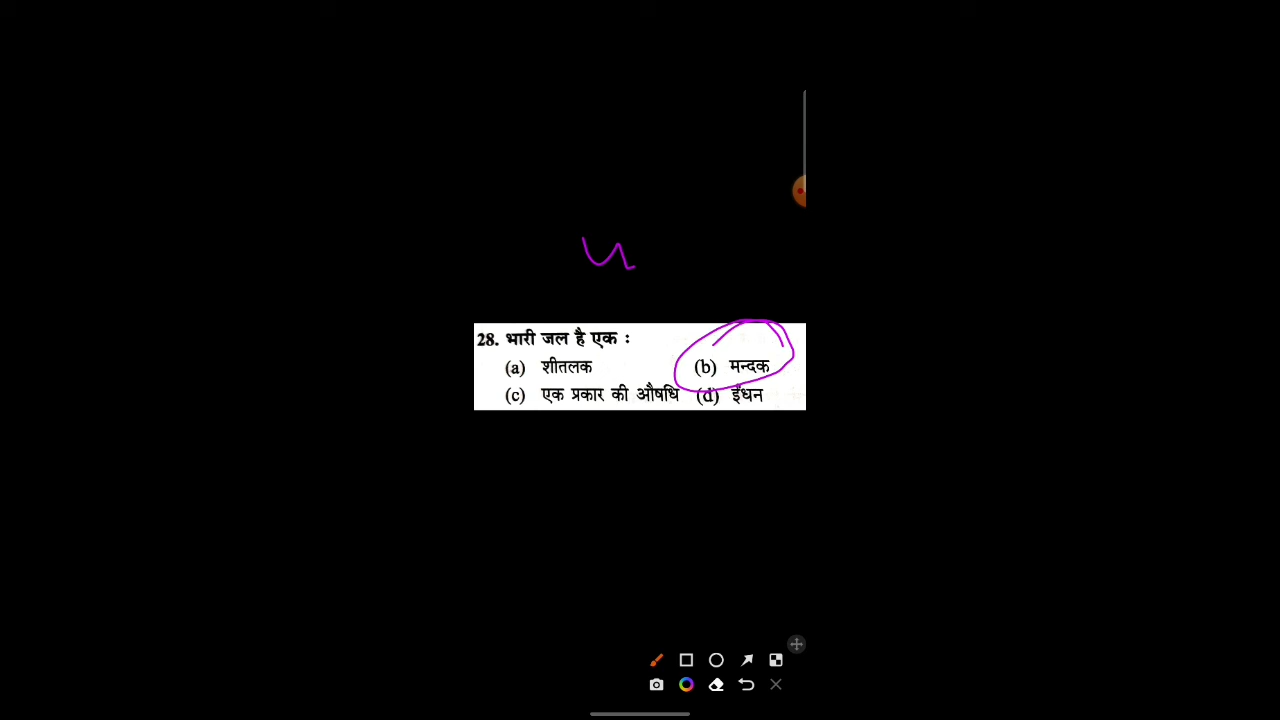 28. भारी जल है एक :
(a) शीतलक (b) मन्दक
(c) एक प्रकार की औषधि (d) ईंधन